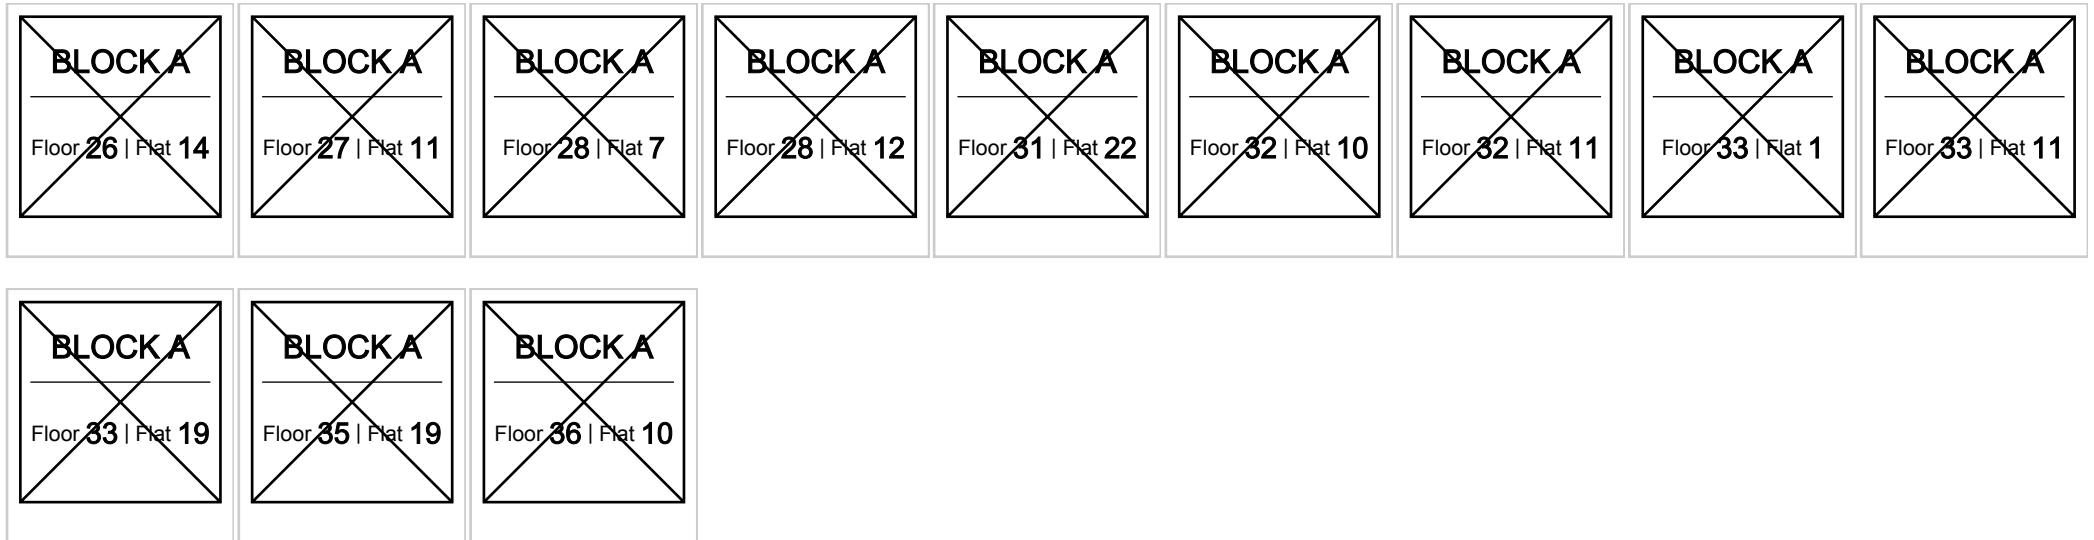 BLOCK A
Floor 26 | Flat 14
BLOCK A
Floor 27 | Flat 11
BLOCK A
Floor 28 | Flat 7
BLOCK A
Floor 28 | Flat 12
BLOCK A
Floor 31 | Flat 22
BLOCK A
Floor 32 | Flat 10
BLOCK A
Floor 32 | Flat 11
BLOCK A
Floor 33 | Flat 1
BLOCK A
Floor 33 | Flat 11
BLOCK A
Floor 33 | Flat 19
BLOCK A
Floor 35 | Flat 19
BLOCK A
Floor 36 | Flat 10